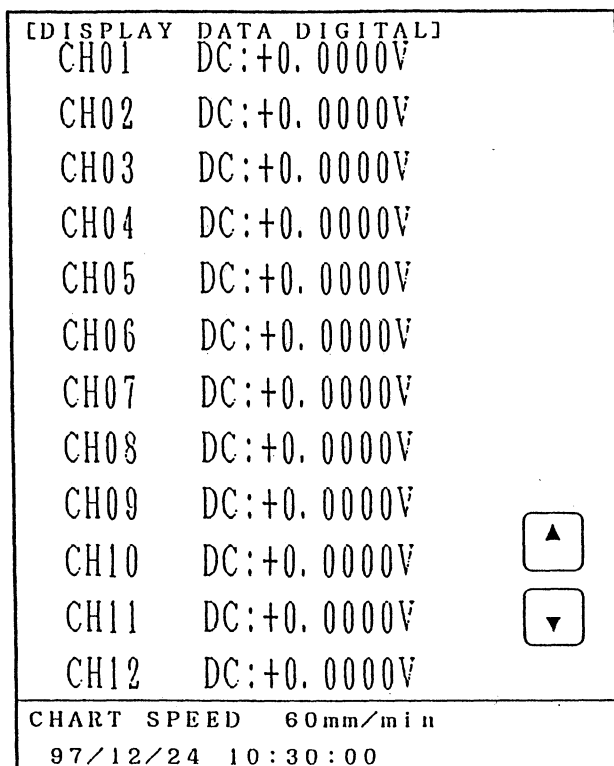 [DISPLAY DATA DIGITAL]
CH01 DC:+0.0000V
CH02 DC:+0.0000V
CH03 DC:+0.0000V
CH04 DC:+0.0000V
CH05 DC:+0.0000V
CH06 DC:+0.0000V
CH07 DC:+0.0000V
CH08 DC:+0.0000V
CH09 DC:+0.0000V
CH10 DC:+0.0000V
CH11 DC:+0.0000V
CH12 DC:+0.0000V
CHART SPEED 60mm/min
97/12/24 10:30:00